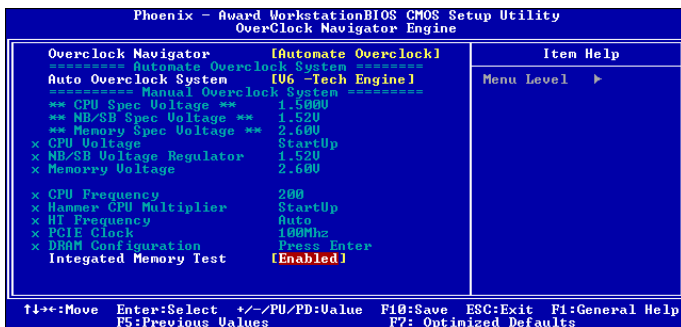 Phoenix - Award WorkstationBIOS CMOS Setup Utility
OverClock Navigator Engine
Overclock Navigator [Automate Overclock] Item Help
========= Automate Overclock System ========
Auto Overclock System [V6 -Tech Engine] Menu Level ▶
========== Manual Overclock System =========
** CPU Spec Voltage ** 1.500V
** NB/SB Spec Voltage ** 1.52V
** Memory Spec Voltage ** 2.60V
x CPU Voltage StartUp
x NB/SB Voltage Regulator 1.52V
x Memorry Voltage 2.60V
x CPU Frequency 200
x Hammer CPU Multiplier StartUp
x HT Frequency Auto
x PCIE Clock 100Mhz
x DRAM Configuration Press Enter
Integated Memory Test [Enabled]
↑↓→←:Move Enter:Select +/-/PU/PD:Value F10:Save ESC:Exit F1:General Help
F5:Previous Values F7: Optimized Defaults